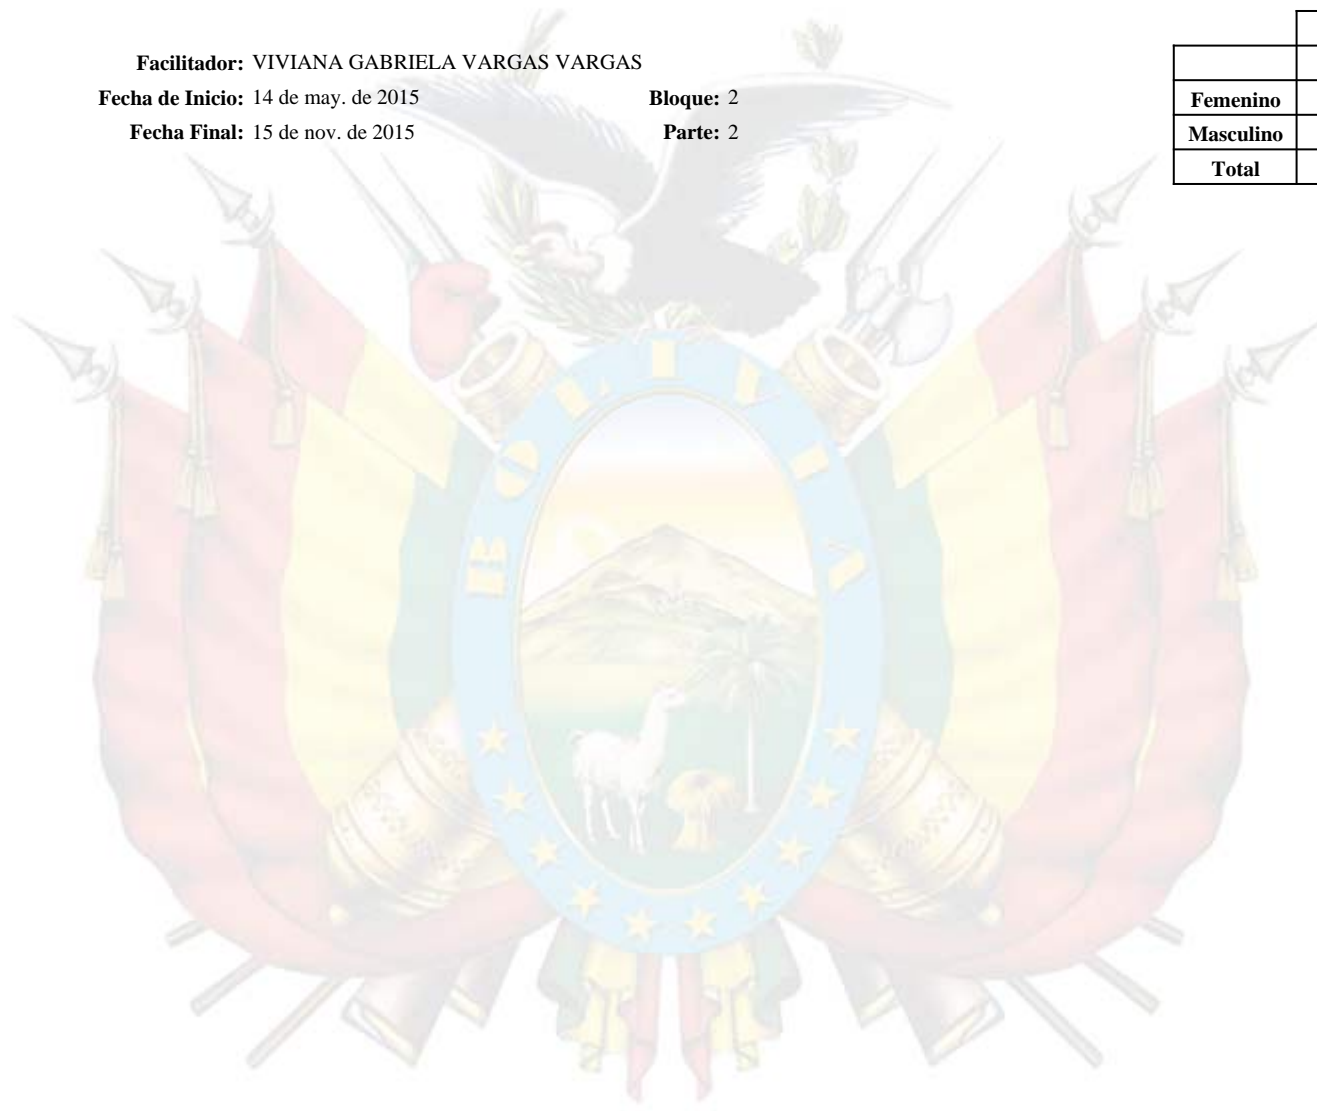 Facilitador: VIVIANA GABRIELA VARGAS VARGAS
Fecha de Inicio: 14 de may. de 2015 Bloque: 2
Fecha Final: 15 de nov. de 2015 Parte: 2
Femenino
Masculino
Total
BOLIVIA